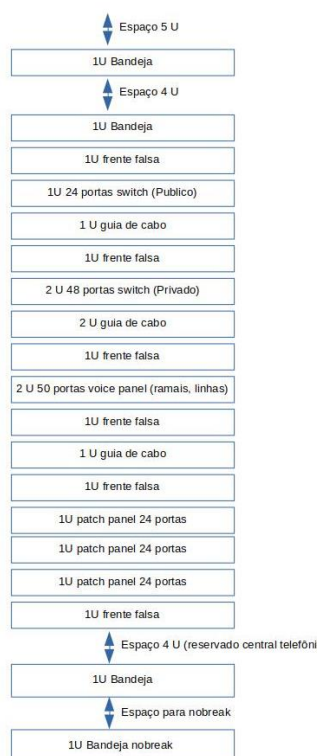 Espaço 5 U
1U Bandeja
Espaço 4 U
1U Bandeja
1U frente falsa
1U 24 portas switch (Publico)
1 U guia de cabo
1U frente falsa
2 U 48 portas switch (Privado)
2 U guia de cabo
1U frente falsa
2 U 50 portas voice panel (ramais, linhas)
1U frente falsa
1 U guia de cabo
1U frente falsa
1U patch panel 24 portas
1U patch panel 24 portas
1U patch panel 24 portas
1U frente falsa
Espaço 4 U (reservado central telefôni
1U Bandeja
Espaço para nobreak
1U Bandeja nobreak